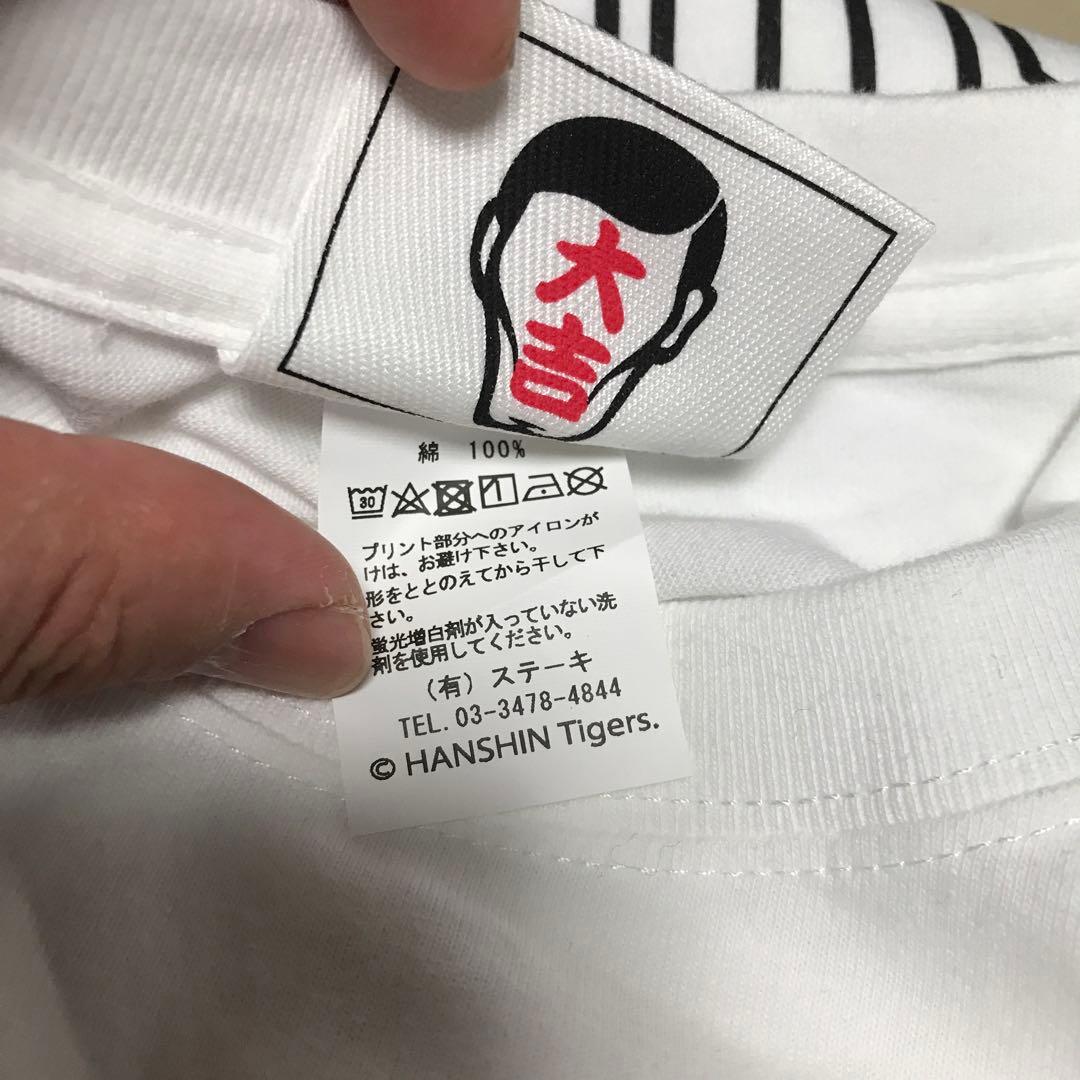 大吉
綿 100%
30
プリント部分へのアイロンが
けは、お避け下さい。
形をととのえてから干して下
さい。
蛍光増白剤が入っていない洗
剤を使用してください。
（有）ステーキ
TEL. 03-3478-4844
© HANSHIN Tigers.